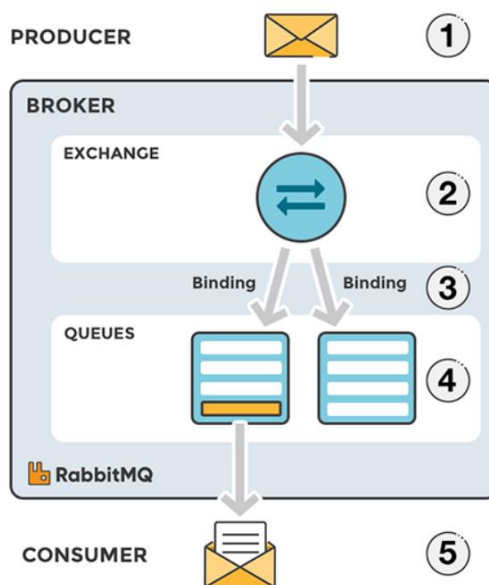 PRODUCER
1
BROKER
EXCHANGE
2
Binding
Binding
3
QUEUES
4
RabbitMQ
CONSUMER
5